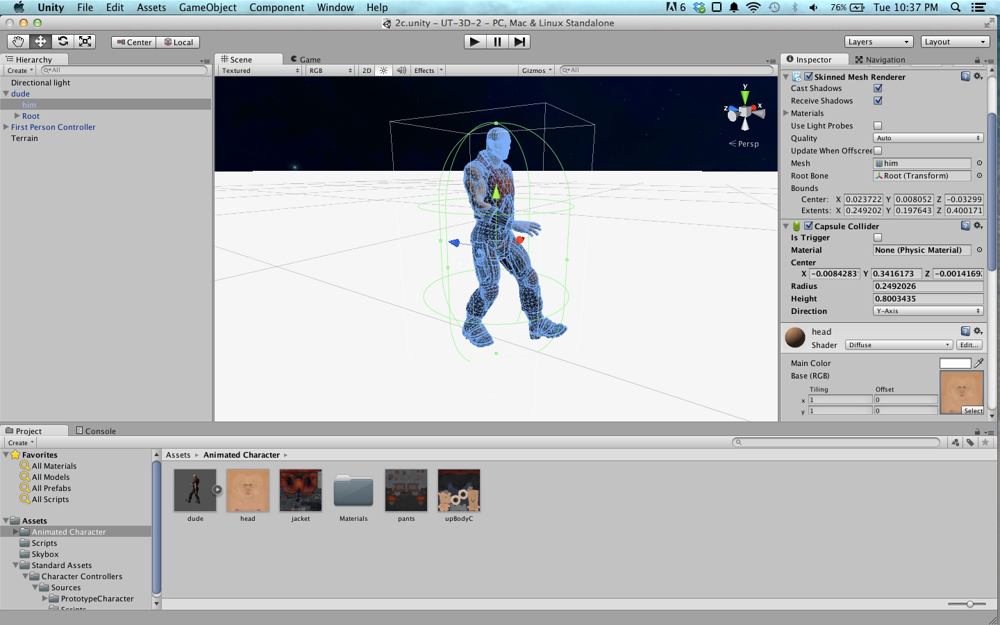 Unity File Edit Assets GameObject Component Window Help 6 76% Tue 10:37 PM
2c.unity – UT-3D-2 – PC, Mac & Linux Standalone
Center Local Layers Layout
Hierarchy
Create All
Directional light
dude
him
Root
First Person Controller
Terrain
Scene Game
Textured RGB 2D Effects Gizmos All
y
z x
Persp
Inspector Navigation
Skinned Mesh Renderer
Cast Shadows
Receive Shadows
Materials
Use Light Probes
Quality Auto
Update When Offscree
Mesh him
Root Bone Root (Transform)
Bounds
Center: X 0.023722 Y 0.008052 Z −0.03299
Extents: X 0.249202 Y 0.197643 Z 0.400171
Capsule Collider
Is Trigger
Material None (Physic Material)
Center
X −0.0084283 Y 0.3416173 Z −0.0014169
Radius 0.2492026
Height 0.8003435
Direction Y-Axis
head
Shader Diffuse Edit...
Main Color
Base (RGB)
Tiling Offset
x 1 0
y 1 0 Select
Project Console
Create
Favorites
All Materials
All Models
All Prefabs
All Scripts
Assets
Animated Character
Scripts
Skybox
Standard Assets
Character Controllers
Sources
PrototypeCharacter
Scripts
Assets Animated Character
dude head jacket Materials pants upBodyC